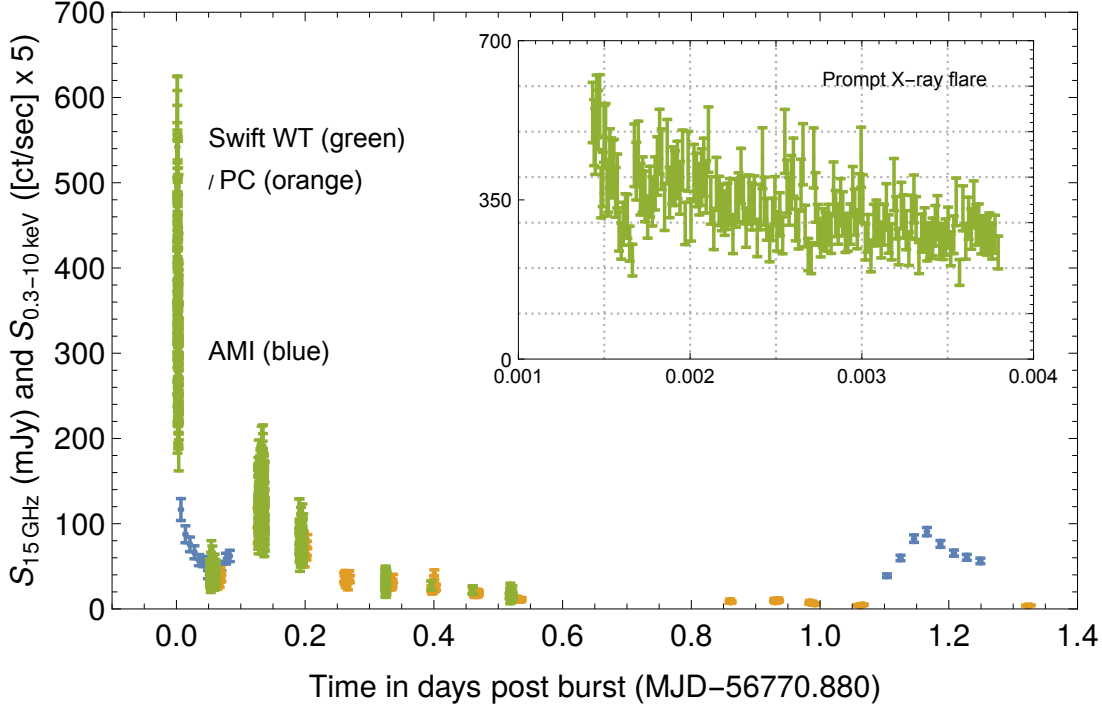 S15 GHz (mJy) and S0.3−10 keV ([ct/sec] x 5)
700
600
500
400
300
200
100
0
Swift WT (green)
/ PC (orange)
AMI (blue)
Prompt X−ray flare
700
350
0
0.001 0.002 0.003 0.004
0.0 0.2 0.4 0.6 0.8 1.0 1.2 1.4
Time in days post burst (MJD−56770.880)